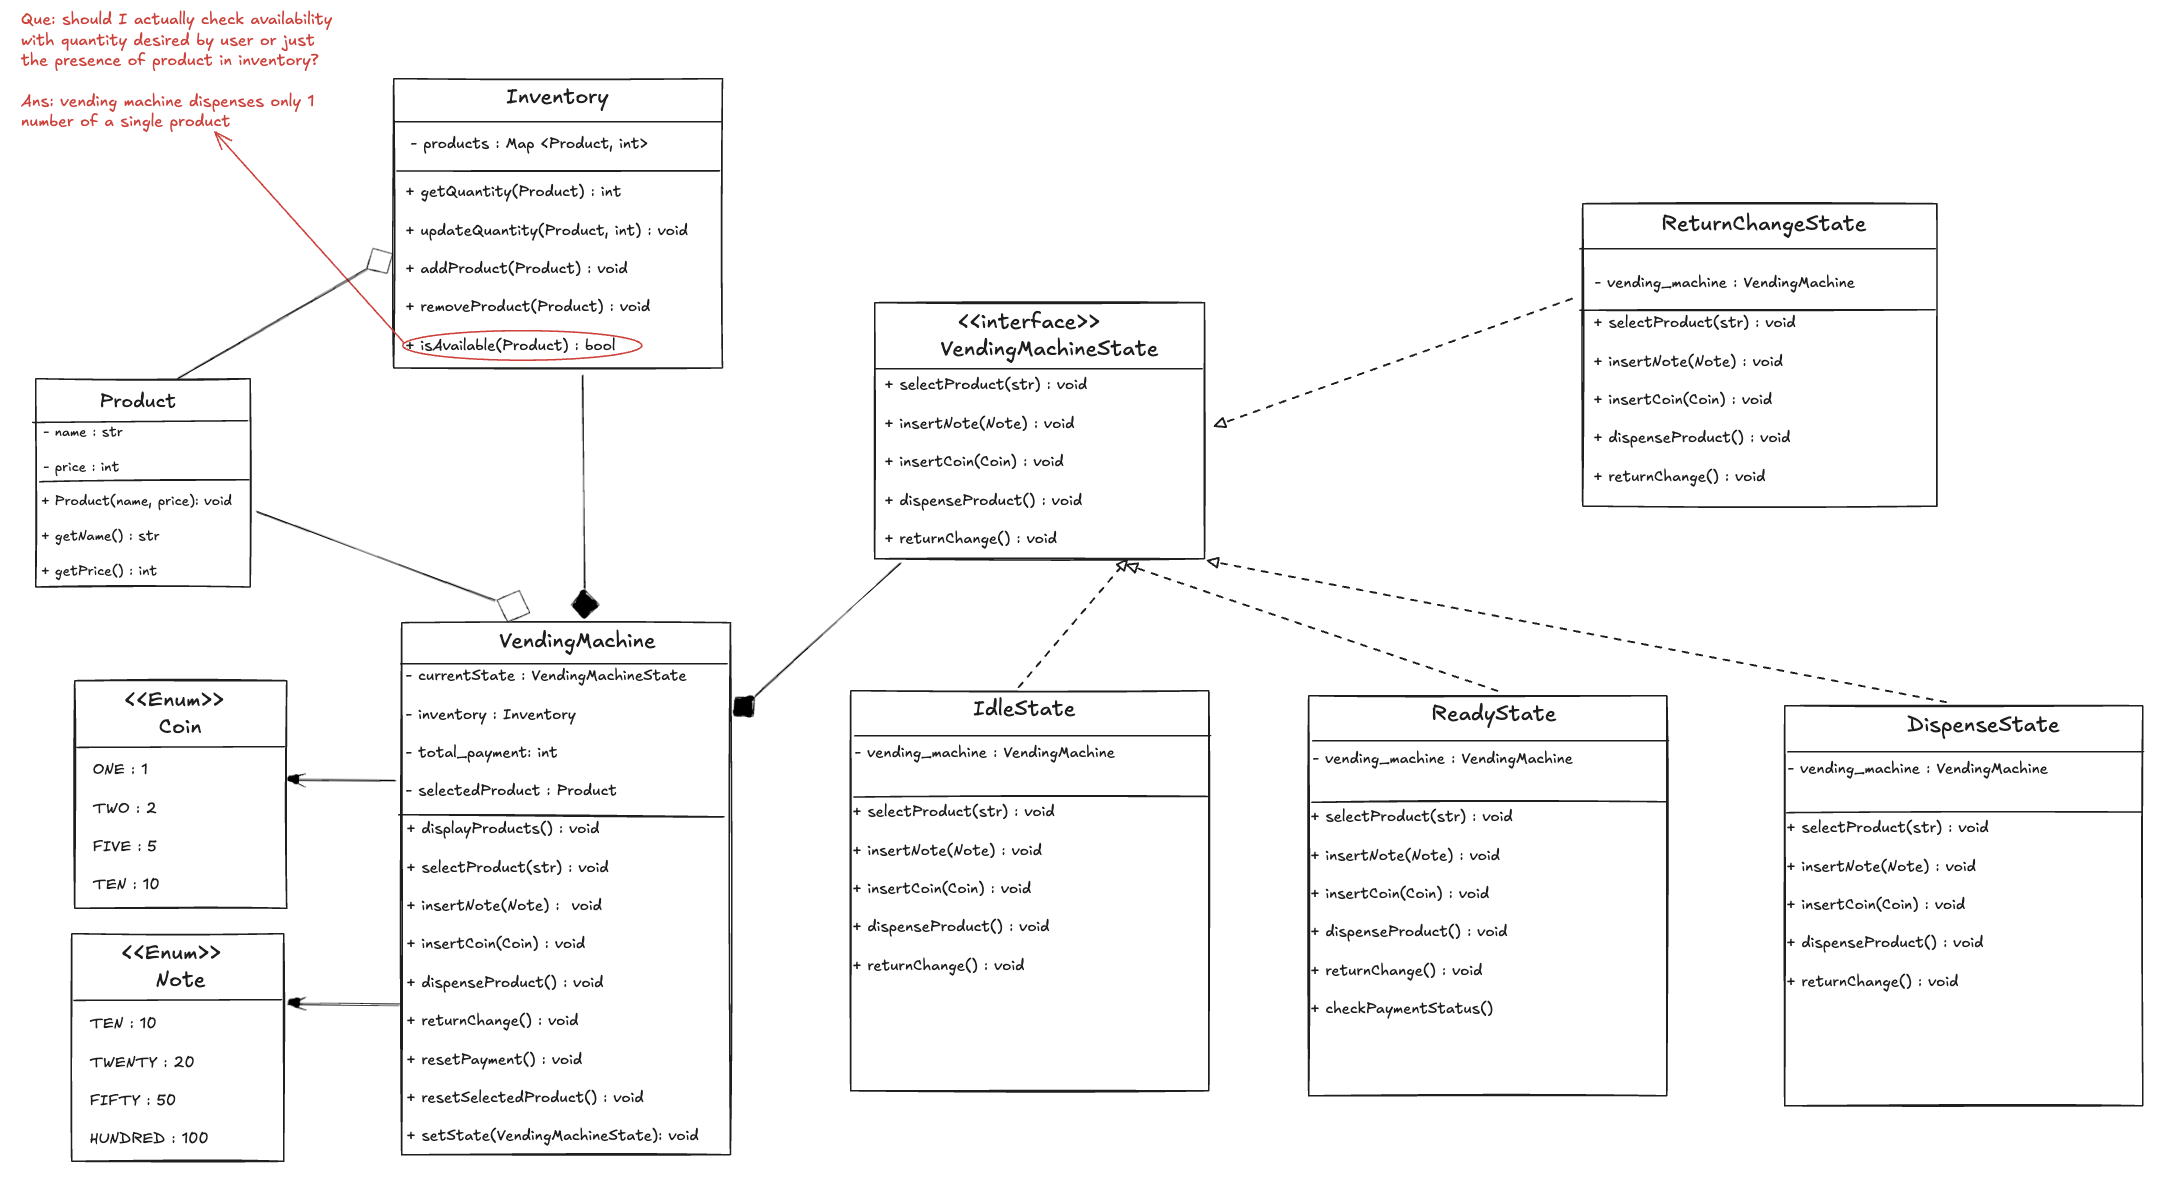 Que: should I actually check availability
with quantity desired by user or just
the presence of product in inventory?
Ans: vending machine dispenses only 1
number of a single product
Inventory
- products : Map <Product, int>
+ getQuantity(Product) : int
+ updateQuantity(Product, int) : void
+ addProduct(Product) : void
+ removeProduct(Product) : void
+ isAvailable(Product) : bool
Product
- name : str
- price : int
+ Product(name, price): void
+ getName() : str
+ getPrice() : int
<<interface>>
VendingMachineState
+ selectProduct(str) : void
+ insertNote(Note) : void
+ insertCoin(Coin) : void
+ dispenseProduct() : void
+ returnChange() : void
ReturnChangeState
- vending_machine : VendingMachine
+ selectProduct(str) : void
+ insertNote(Note) : void
+ insertCoin(Coin) : void
+ dispenseProduct() : void
+ returnChange() : void
<<Enum>>
Coin
ONE : 1
TWO : 2
FIVE : 5
TEN : 10
<<Enum>>
Note
TEN : 10
TWENTY : 20
FIFTY : 50
HUNDRED : 100
VendingMachine
- currentState : VendingMachineState
- inventory : Inventory
- total_payment: int
- selectedProduct : Product
+ displayProducts() : void
+ selectProduct(str) : void
+ insertNote(Note) :  void
+ insertCoin(Coin) : void
+ dispenseProduct() : void
+ returnChange() : void
+ resetPayment() : void
+ resetSelectedProduct() : void
+ setState(VendingMachineState): void
IdleState
- vending_machine : VendingMachine
+ selectProduct(str) : void
+ insertNote(Note) : void
+ insertCoin(Coin) : void
+ dispenseProduct() : void
+ returnChange() : void
ReadyState
- vending_machine : VendingMachine
+ selectProduct(str) : void
+ insertNote(Note) : void
+ insertCoin(Coin) : void
+ dispenseProduct() : void
+ returnChange() : void
+ checkPaymentStatus()
DispenseState
- vending_machine : VendingMachine
+ selectProduct(str) : void
+ insertNote(Note) : void
+ insertCoin(Coin) : void
+ dispenseProduct() : void
+ returnChange() : void